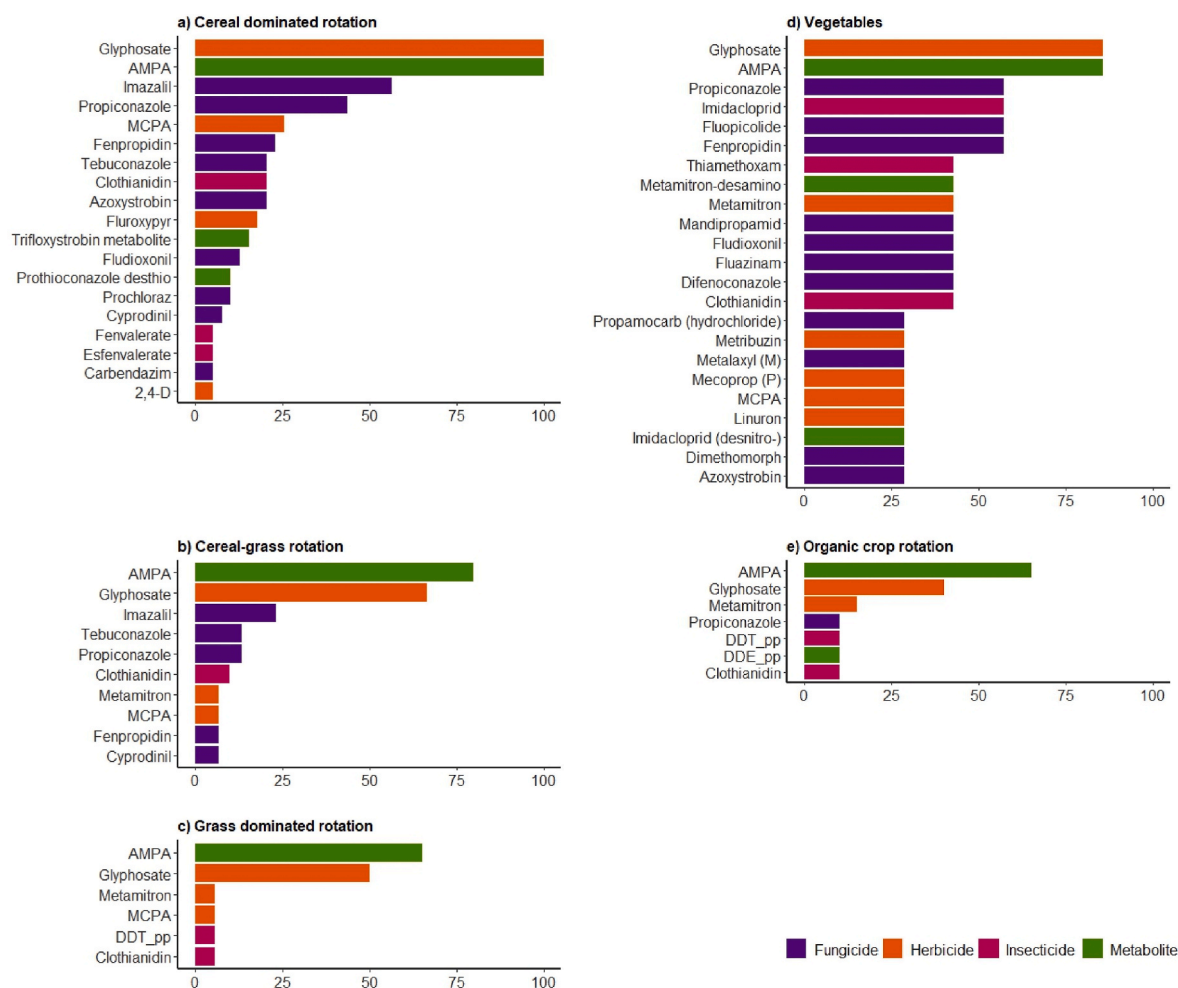 a) Cereal dominated rotation
Glyphosate
AMPA
Imazalil
Propiconazole
MCPA
Fenpropidin
Tebuconazole
Clothianidin
Azoxystrobin
Fluroxypyr
Trifloxystrobin metabolite
Fludioxonil
Prothioconazole desthio
Prochloraz
Cyprodinil
Fenvalerate
Esfenvalerate
Carbendazim
2,4-D
0 25 50 75 100
b) Cereal-grass rotation
AMPA
Glyphosate
Imazalil
Tebuconazole
Propiconazole
Clothianidin
Metamitron
MCPA
Fenpropidin
Cyprodinil
0 25 50 75 100
c) Grass dominated rotation
AMPA
Glyphosate
Metamitron
MCPA
DDT_pp
Clothianidin
0 25 50 75 100
d) Vegetables
Glyphosate
AMPA
Propiconazole
Imidacloprid
Fluopicolide
Fenpropidin
Thiamethoxam
Metamitron-desamino
Metamitron
Mandipropamid
Fludioxonil
Fluazinam
Difenoconazole
Clothianidin
Propamocarb (hydrochloride)
Metribuzin
Metalaxyl (M)
Mecoprop (P)
MCPA
Linuron
Imidacloprid (desnitro-)
Dimethomorph
Azoxystrobin
0 25 50 75 100
e) Organic crop rotation
AMPA
Glyphosate
Metamitron
Propiconazole
DDT_pp
DDE_pp
Clothianidin
0 25 50 75 100
Fungicide Herbicide Insecticide Metabolite